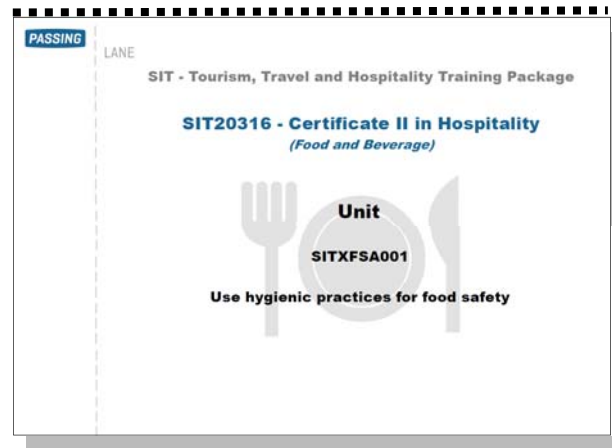 PASSING
LANE
SIT - Tourism, Travel and Hospitality Training Package
SIT20316 - Certificate II in Hospitality
(Food and Beverage)
Unit
SITXFSA001
Use hygienic practices for food safety